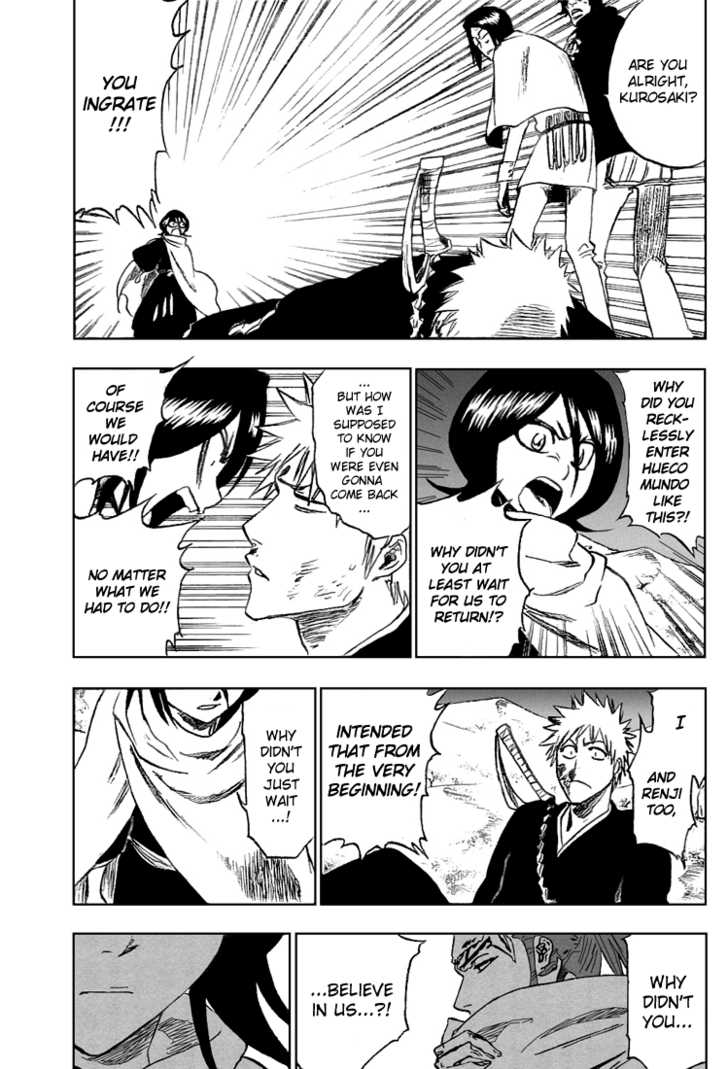 ARE YOU
ALRIGHT,
KUROSAKI?
YOU
INGRATE
!!!
WHY
DID YOU
RECK-
LESSLY
ENTER
HUECO
MUNDO
LIKE
THIS?!
WHY DIDN'T
YOU AT
LEAST WAIT
FOR US TO
RETURN!?
...
BUT HOW
WAS I
SUPPOSED
TO KNOW
IF YOU
WERE EVEN
GONNA
COME BACK
...
OF
COURSE
WE
WOULD
HAVE!!
NO MATTER
WHAT WE
HAD TO DO!!
I
AND
RENJI
TOO,
INTENDED
THAT FROM
THE VERY
BEGINNING!
WHY
DIDN'T
YOU
JUST
WAIT
...!
WHY
DIDN'T
YOU...
...BELIEVE
IN US...?!